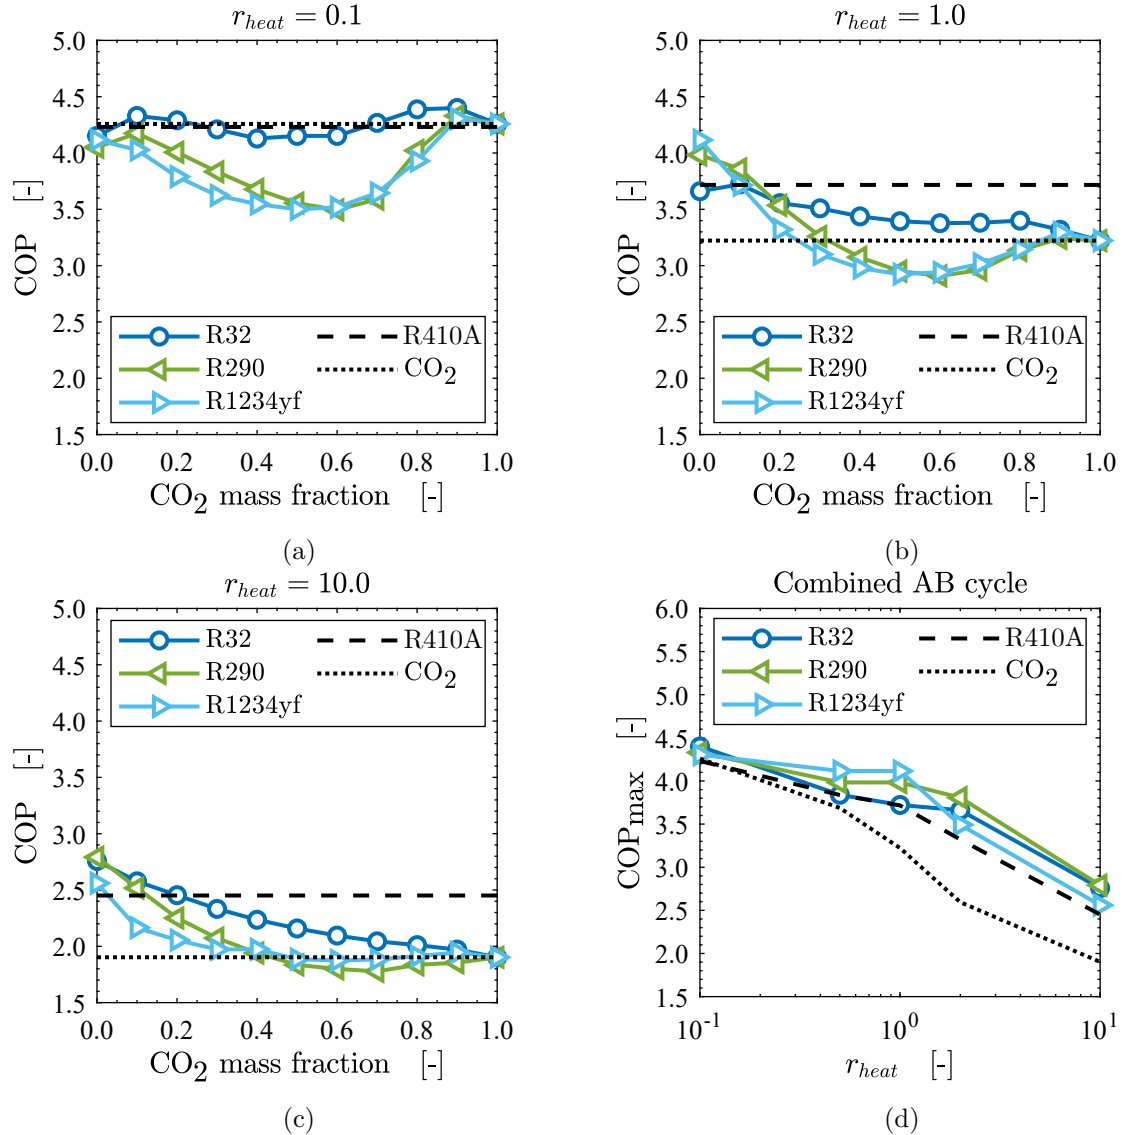 r_heat = 0.1
5.0
4.5
4.0
3.5
3.0
2.5
2.0
1.5
COP [-]
R32 R410A
R290 CO2
R1234yf
0.0 0.2 0.4 0.6 0.8 1.0
CO2 mass fraction [-]
(a)
r_heat = 1.0
5.0
4.5
4.0
3.5
3.0
2.5
2.0
1.5
COP [-]
R32 R410A
R290 CO2
R1234yf
0.0 0.2 0.4 0.6 0.8 1.0
CO2 mass fraction [-]
(b)
r_heat = 10.0
5.0
4.5
4.0
3.5
3.0
2.5
2.0
1.5
COP [-]
R32 R410A
R290 CO2
R1234yf
0.0 0.2 0.4 0.6 0.8 1.0
CO2 mass fraction [-]
(c)
Combined AB cycle
6.0
5.5
5.0
4.5
4.0
3.5
3.0
2.5
2.0
1.5
COPmax [-]
R32 R410A
R290 CO2
R1234yf
10^-1 10^0 10^1
r_heat [-]
(d)